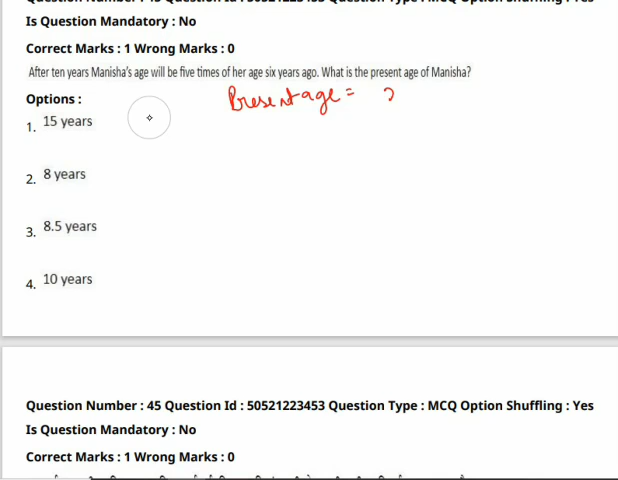 Is Question Mandatory : No
Correct Marks : 1 Wrong Marks : 0
After ten years Manisha's age will be five times of her age six years ago. What is the present age of Manisha?
Present age = ?
Options :
1. 15 years
2. 8 years
3. 8.5 years
4. 10 years
Question Number : 45 Question Id : 50521223453 Question Type : MCQ Option Shuffling : Yes
Is Question Mandatory : No
Correct Marks : 1 Wrong Marks : 0